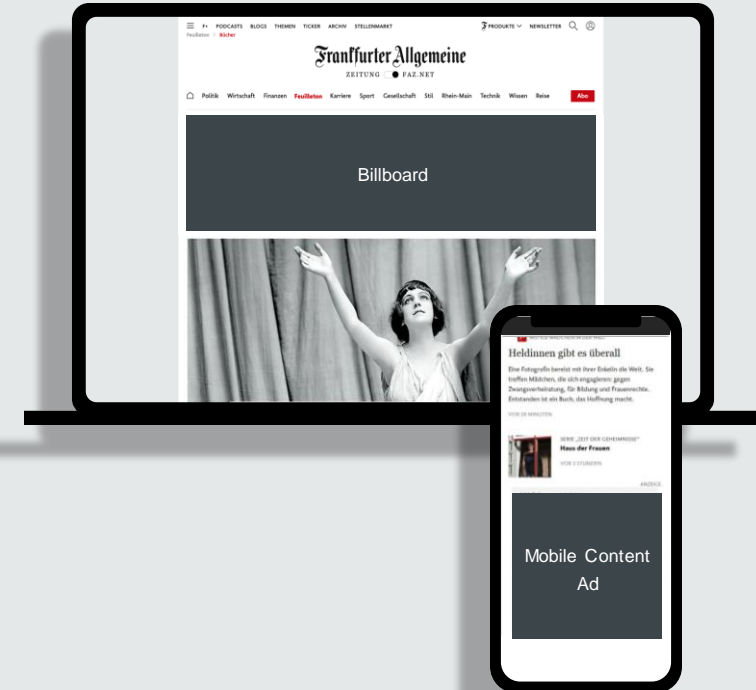 F+ PODCASTS BLOGS THEMEN TICKER ARCHIV STELLENMARKT PRODUKTE NEWSLETTER
Feuilleton > Bücher
Frankfurter Allgemeine
ZEITUNG FAZ.NET
Politik Wirtschaft Finanzen Feuilleton Karriere Sport Gesellschaft Stil Rhein-Main Technik Wissen Reise Abo
Billboard
Heldinnen gibt es überall
Eine Fotografin bereist mit ihrer Enkelin die Welt. Sie
treffen Mädchen, die sich engagieren: gegen
Zwangsverheiratung, für Bildung und Frauenrechte.
Entstanden ist ein Buch, das Hoffnung macht.
MINUTEN
SERIE „ZEIT DER GEHEIMNISSE“
Haus der Frauen
VOR 3 STUNDEN
ANZEIGE
Mobile Content
Ad